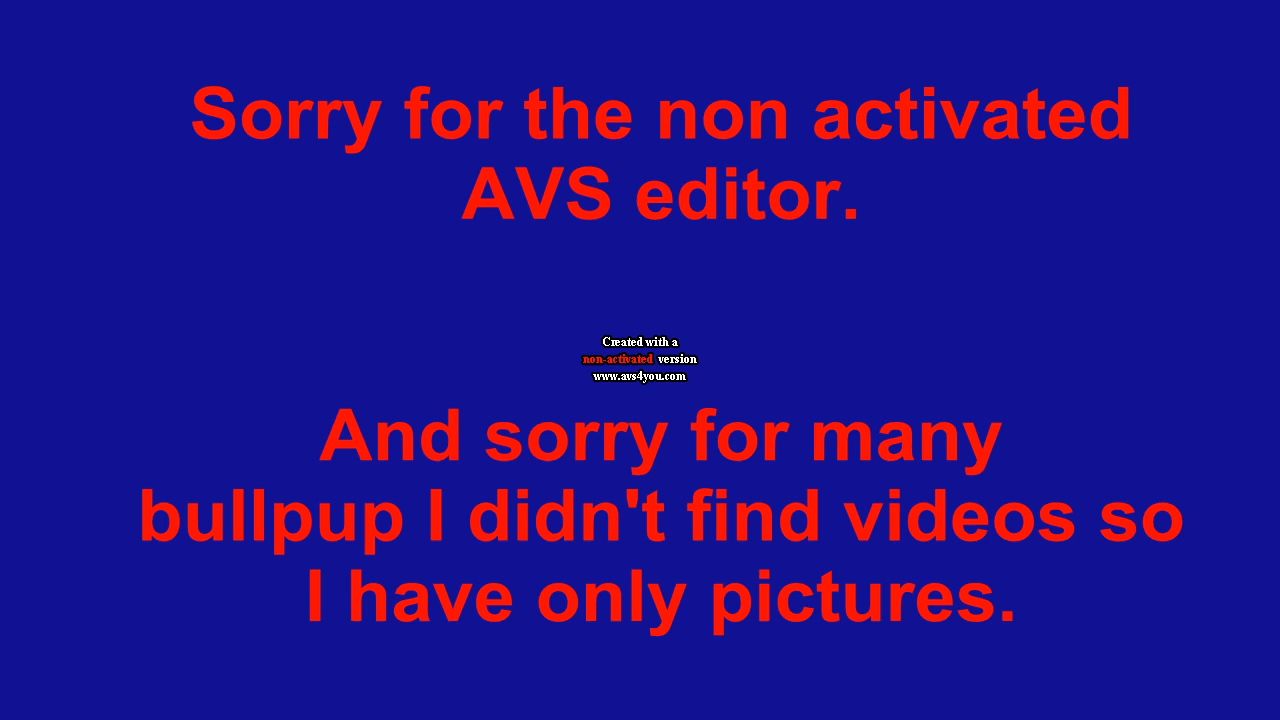 Sorry for the non activated
AVS editor.
Created with a
non-activated version
www.avs4you.com
And sorry for many
bullpup I didn't find videos so
I have only pictures.